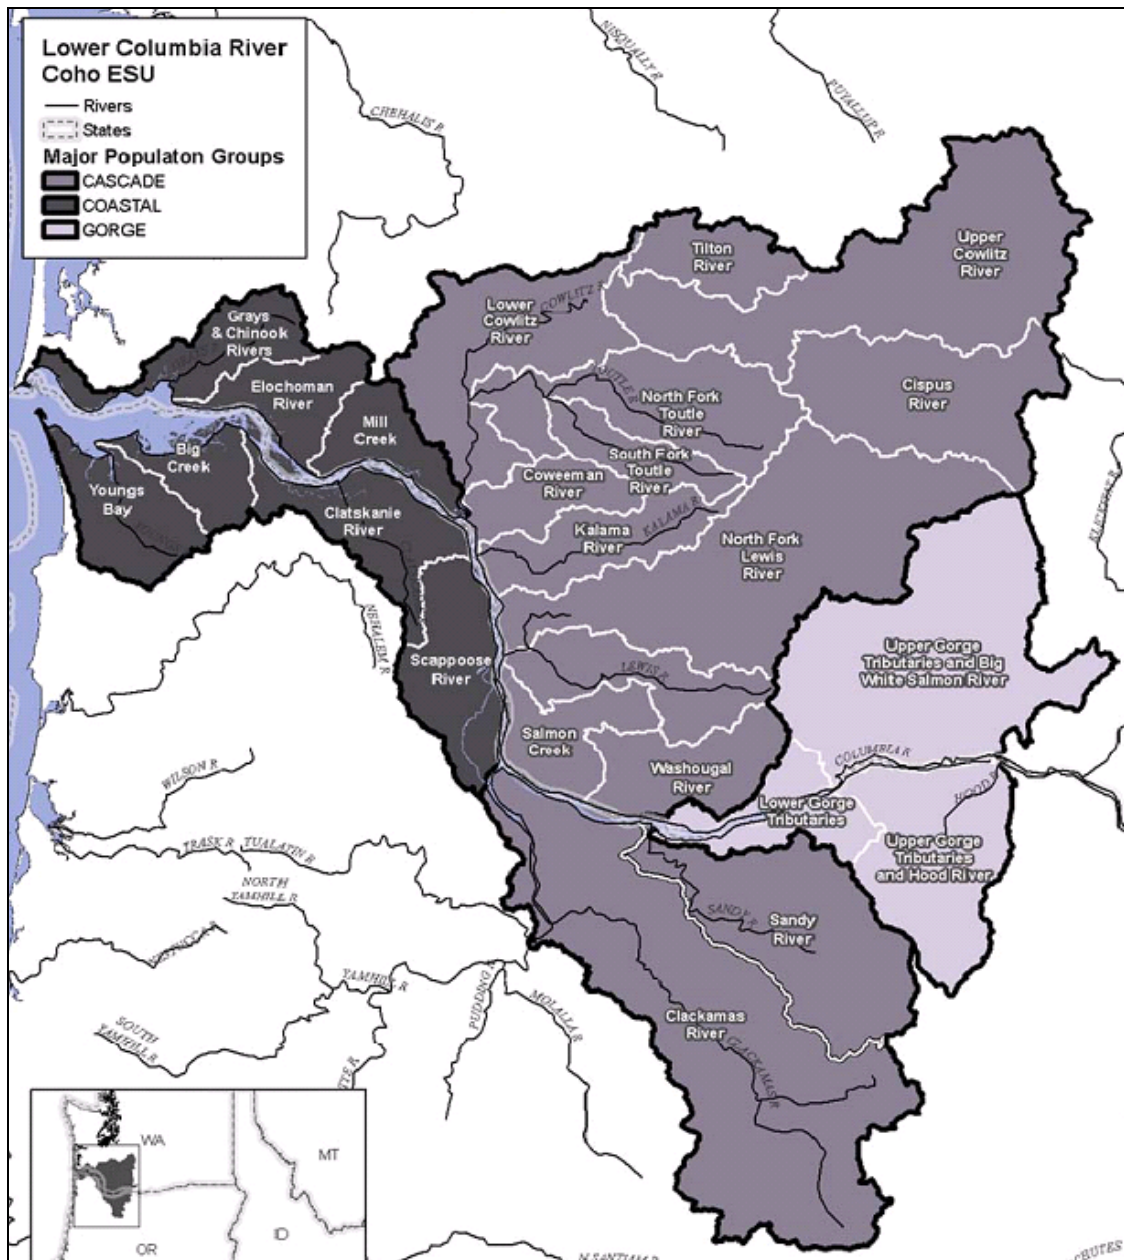 Lower Columbia River
Coho ESU
Rivers
States
Major Populaton Groups
CASCADE
COASTAL
GORGE
NISQUALLY R
PUYALLUP R
CHEHALIS R
Tilton
River
Upper
Cowlitz
River
Lower
Cowlitz
River
COWLITZ R
Grays
& Chinook
Rivers
Elochoman
River
Mill
Creek
Big
Creek
Youngs
Bay
Clatskanie
River
Scappoose
River
North Fork
Toutle
River
South Fork
Toutle
River
Coweeman
River
Kalama
River
KALAMA R
Cispus
River
North Fork
Lewis
River
LEWIS R
Salmon
Creek
Washougal
River
Upper Gorge
Tributaries and Big
White Salmon River
COLUMBIA R
HOOD R
Lower Gorge
Tributaries
Upper Gorge
Tributaries
and Hood River
Sandy
River
SANDY R
Clackamas
River
CLACKAMAS R
NEHALEM R
WILSON R
TRASK R
TUALATIN R
NORTH
YAMHILL R
YAMHILL R
SOUTH
YAMHILL R
PUDDING R
MOLALLA R
WA
MT
OR
ID
N SANTIAM R